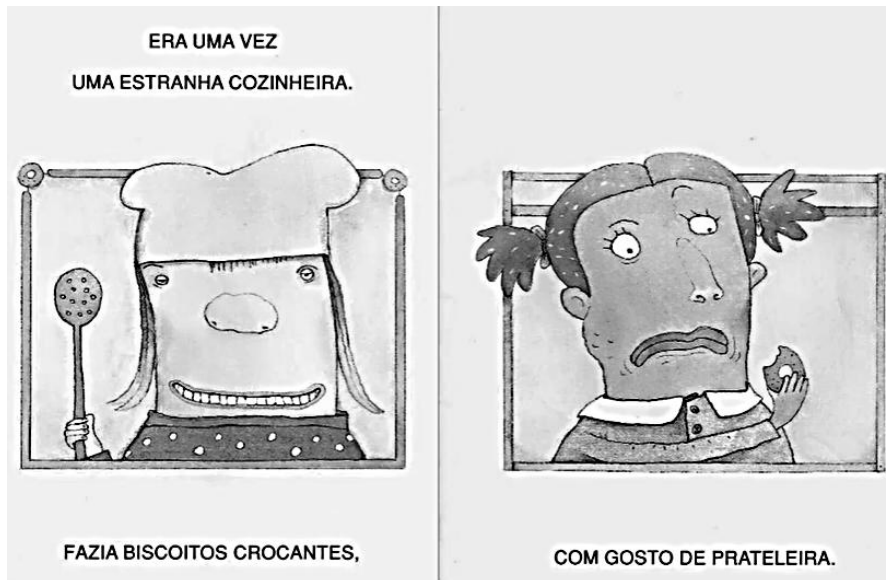 ERA UMA VEZ
UMA ESTRANHA COZINHEIRA.
FAZIA BISCOITOS CROCANTES,
COM GOSTO DE PRATELEIRA.